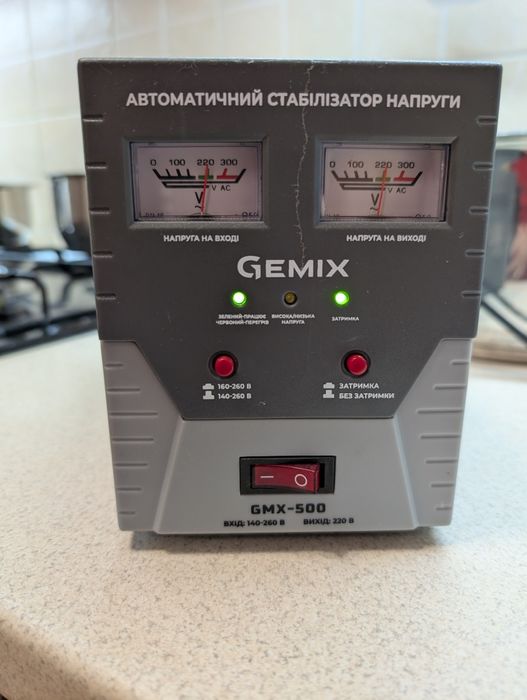 АВТОМАТИЧНИЙ СТАБІЛІЗАТОР НАПРУГИ
0 100 220 300
V AC
V
~
0 100 220 300
V AC
V
~
НАПРУГА НА ВХОДІ
НАПРУГА НА ВИХОДІ
GEMIX
ЗЕЛЕНИЙ-ПРАЦЮЄ
ЧЕРВОНИЙ-ПЕРЕГРІВ
ВИСОКА/НИЗЬКА
НАПРУГА
ЗАТРИМКА
160-260 В
140-260 В
ЗАТРИМКА
БЕЗ ЗАТРИМКИ
GMX-500
ВХІД: 140-260 В ВИХІД: 220 В